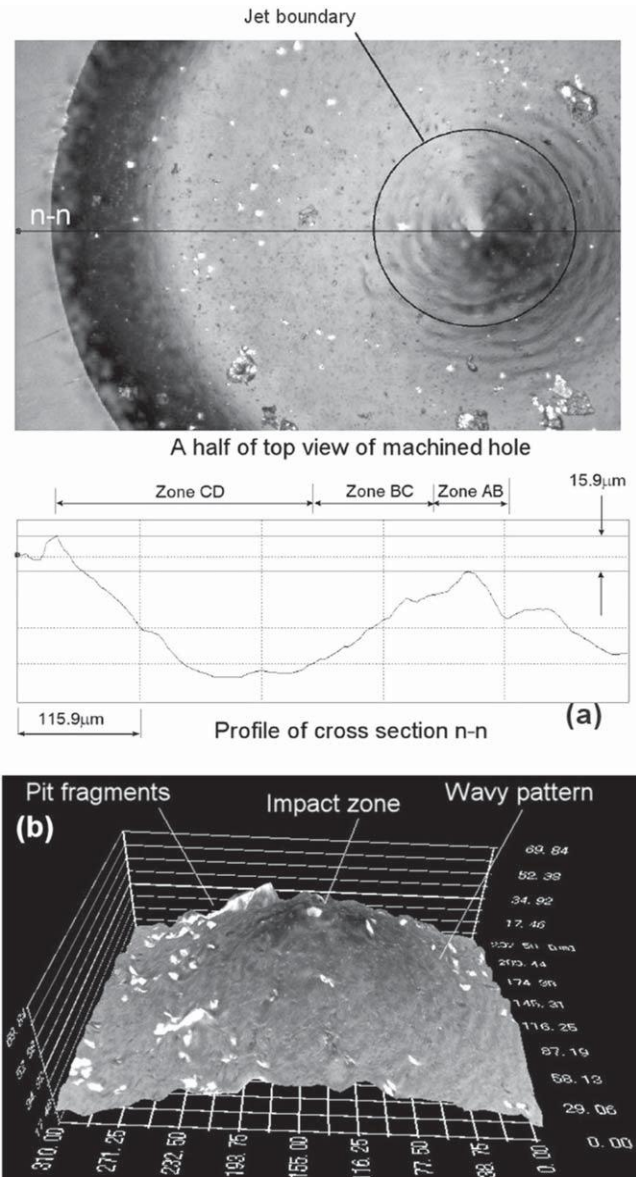 Jet boundary
n-n
A half of top view of machined hole
Zone CD
Zone BC
Zone AB
15.9μm
115.9μm
Profile of cross section n-n
(a)
Pit fragments
Impact zone
Wavy pattern
(b)
69.84
52.38
34.92
17.46
145.31
116.25
87.19
58.13
29.06
0.00
310.00
271.25
232.50
193.75
155.00
116.25
77.50
38.75
0.00